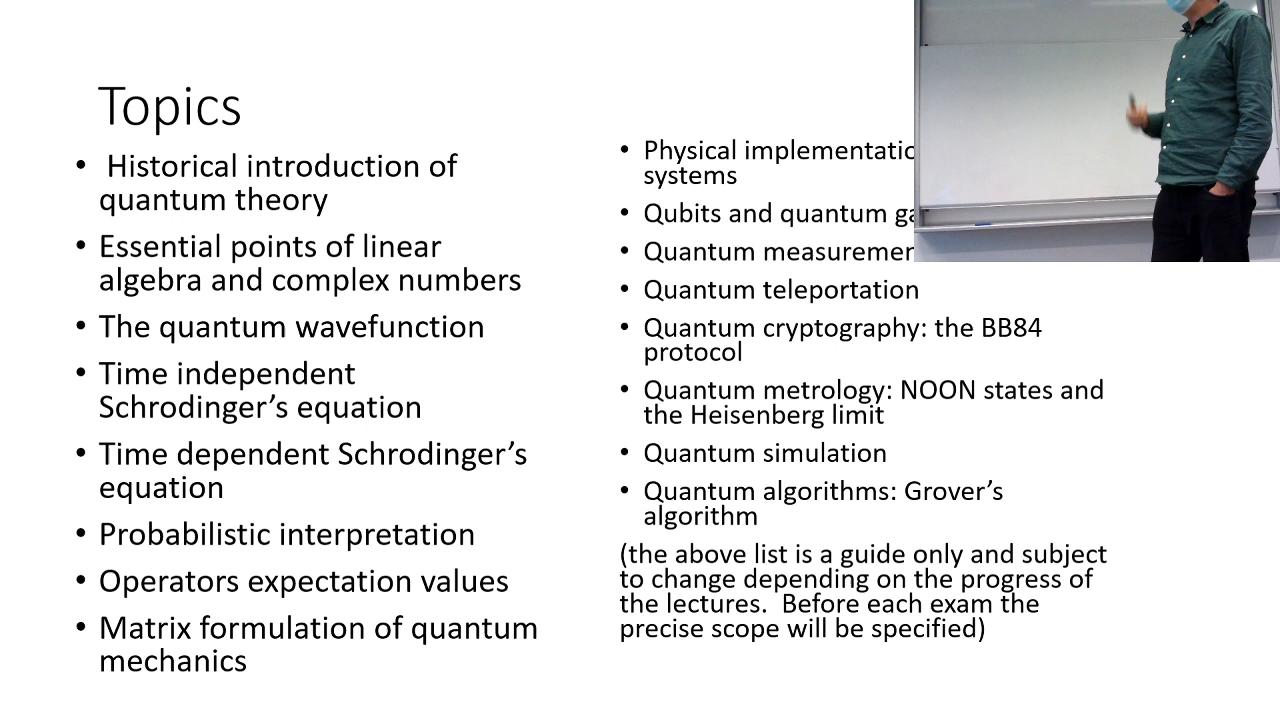 Topics
• Historical introduction of
quantum theory
• Essential points of linear
algebra and complex numbers
• The quantum wavefunction
• Time independent
Schrodinger’s equation
• Time dependent Schrodinger’s
equation
• Probabilistic interpretation
• Operators expectation values
• Matrix formulation of quantum
mechanics
• Physical
systems
• Qubits and quantum
• Quantum
• Quantum teleportation
• Quantum cryptography: the BB84
protocol
• Quantum metrology: NOON states and
the Heisenberg limit
• Quantum simulation
• Quantum algorithms: Grover’s
algorithm
(the above list is a guide only and subject
to change depending on the progress of
the lectures.  Before each exam the
precise scope will be specified)